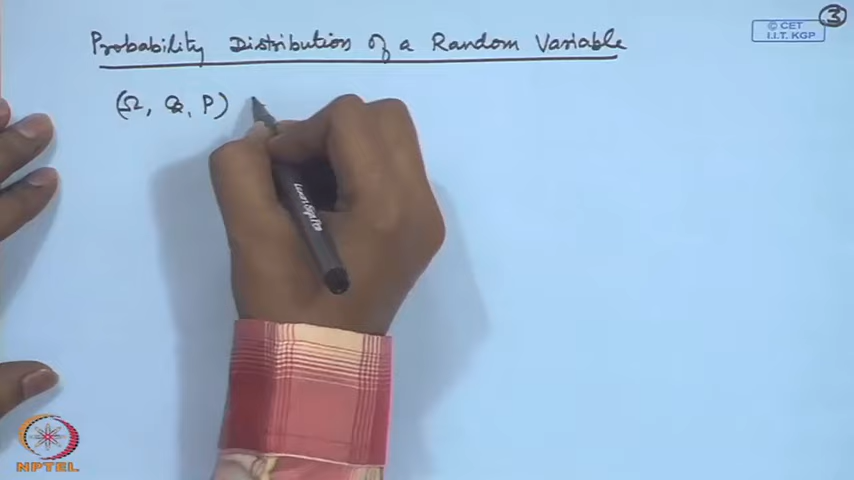 Probability Distribution of a Random Variable
© CET
I.I.T. KGP
3
(Ω, Q, P)
NPTEL